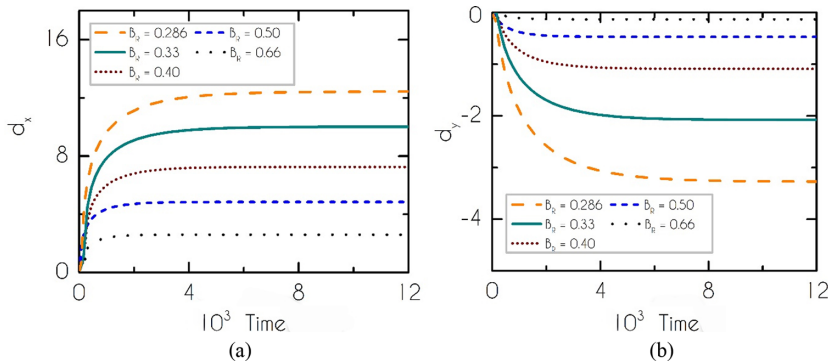 16
B_R = 0.286 B_R = 0.50
B_R = 0.33 B_R = 0.66
B_R = 0.40
d_x
8
0
0 4 8 12
10^3 Time
(a)
0
-2
d_y
B_R = 0.286 B_R = 0.50
B_R = 0.33 B_R = 0.66
B_R = 0.40
-4
0 4 8 12
10^3 Time
(b)